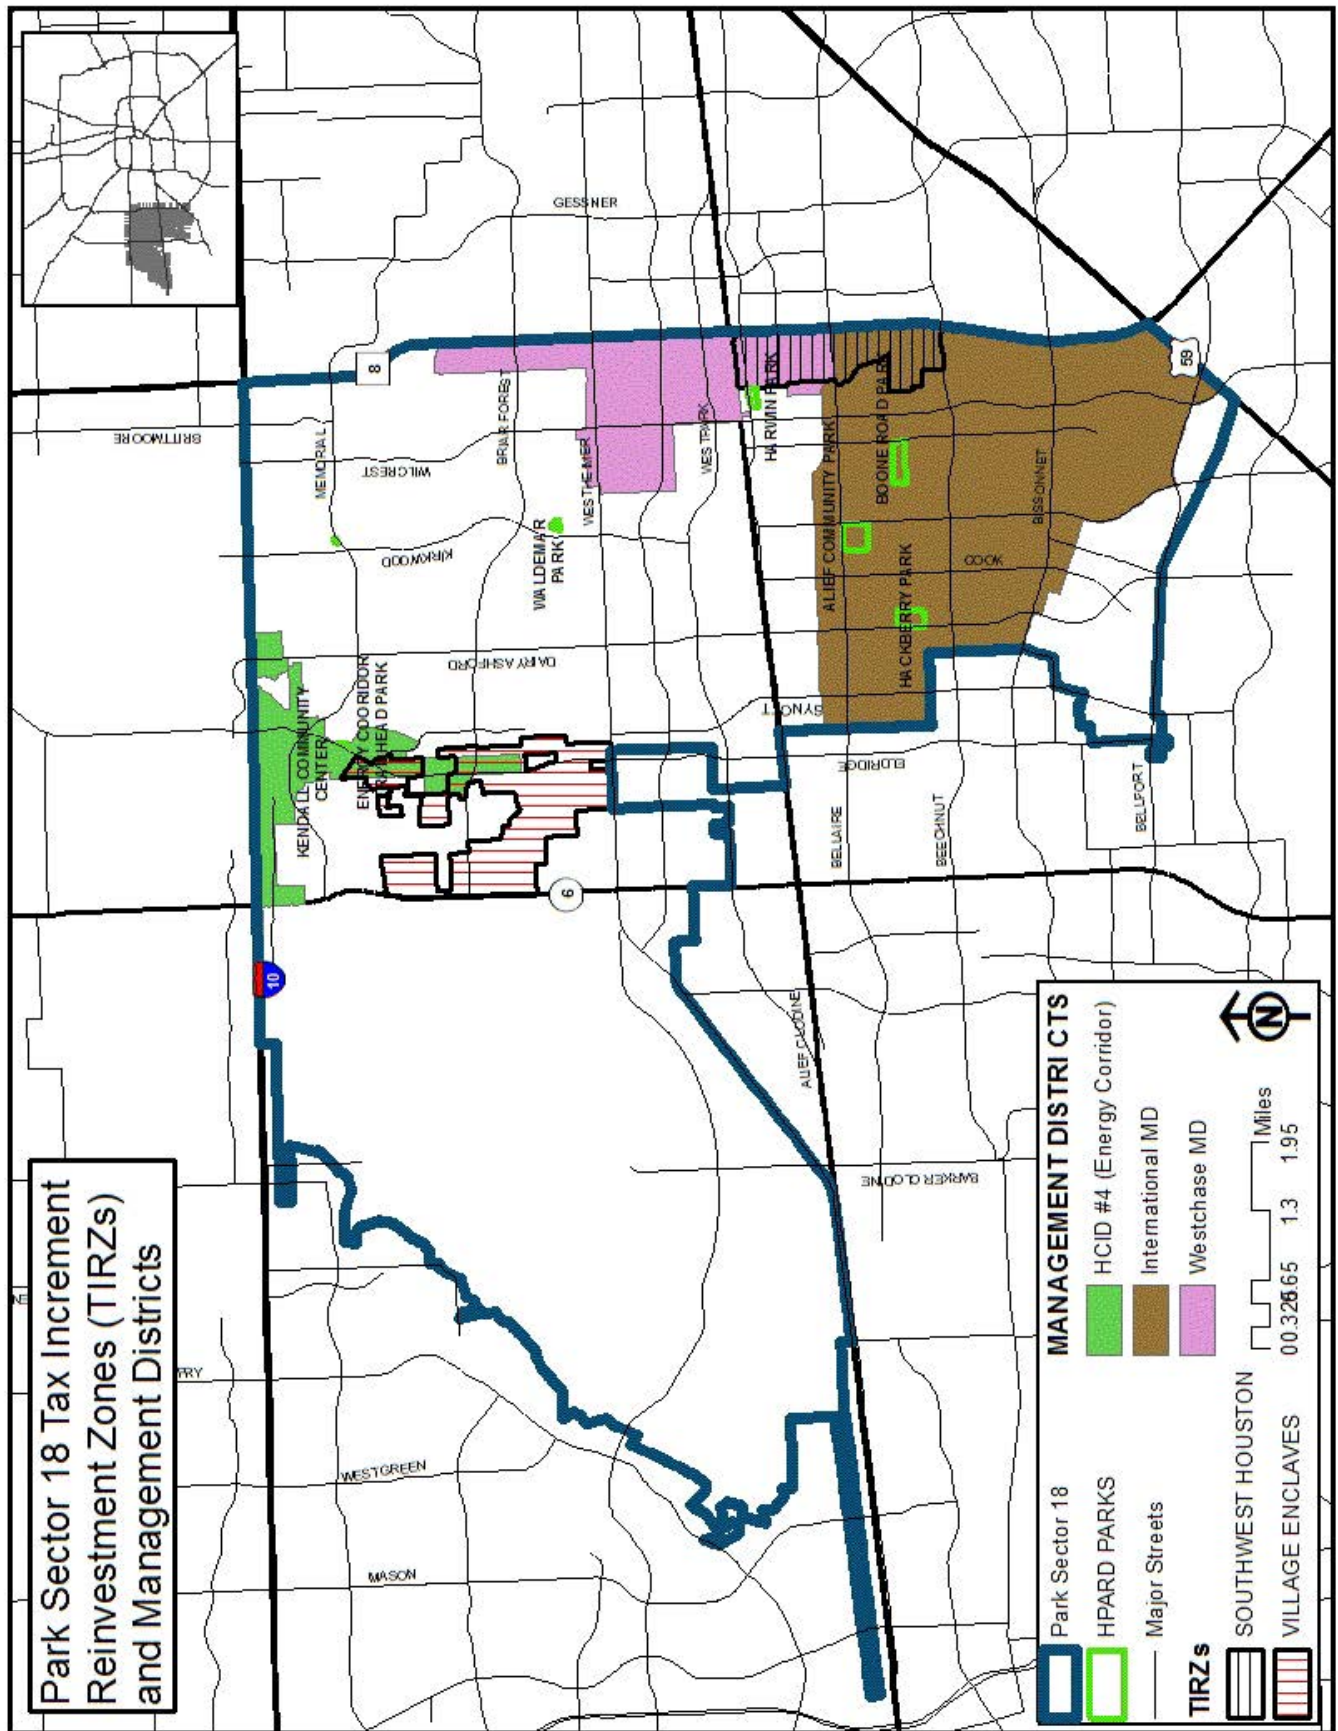 Park Sector 18 Tax Increment
Reinvestment Zones (TIRZs)
and Management Districts
BRITTMOORE
8
GESSNER
MEMORIAL
WILCREST
BRIAR FOREST
WESTHEIMER
WESTPARK
KIRKWOOD
WALDEMAR
PARK
DAIRY ASHFORD
KENDALL COMMUNITY
CENTER
HARWIN PARK
ALIEF COMMUNITY PARK
BOONE ROAD PARK
HACKBERRY PARK
BISSONNET
COOK
59
SYNOTT
ELDRIDGE
BELLAIRE
BEECHNUT
BELLFORT
6
10
ALIEF CLODINE
BARKER CLODINE
FRY
WESTGREEN
MASON
Park Sector 18
HPARD PARKS
Major Streets
TIRZs
SOUTHWEST HOUSTON
VILLAGE ENCLAVES
MANAGEMENT DISTRICTS
HCID #4 (Energy Corridor)
International MD
Westchase MD
N
1.3
1.95
Miles